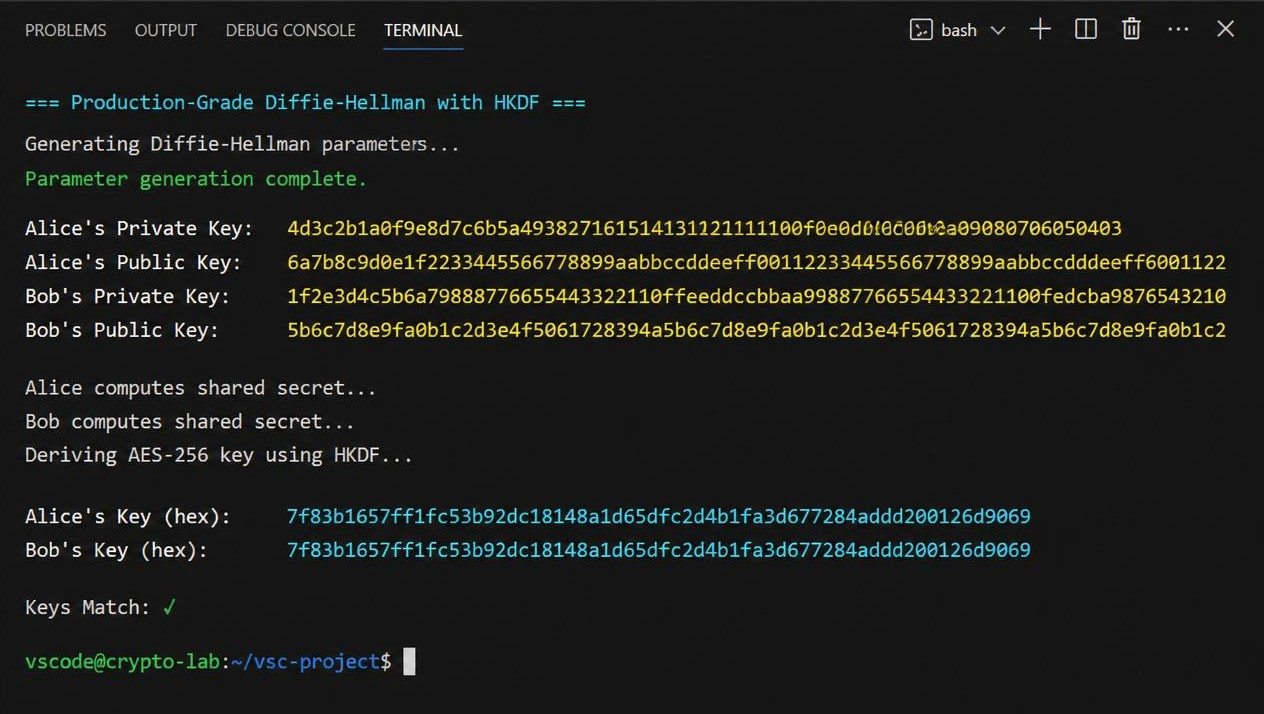 PROBLEMS OUTPUT DEBUG CONSOLE TERMINAL bash
=== Production-Grade Diffie-Hellman with HKDF ===
Generating Diffie-Hellman parameters...
Parameter generation complete.
Alice's Private Key:
Alice's Public Key: 6a7b8c9d0e1f2233445566778899aabbccddeeff00112233445566778899aabbccdddeeff6001122
Bob's Private Key: 1f2e3d4c5b6a79888776655443322110ffeeddccbbaa99887766554433221100fedcba9876543210
Bob's Public Key: 5b6c7d8e9fa0b1c2d3e4f5061728394a5b6c7d8e9fa0b1c2d3e4f5061728394a5b6c7d8e9fa0b1c2
Alice computes shared secret...
Bob computes shared secret...
Deriving AES-256 key using HKDF...
Alice's Key (hex): 7f83b1657ff1fc53b92dc18148a1d65dfc2d4b1fa3d677284addd200126d9069
Bob's Key (hex): 7f83b1657ff1fc53b92dc18148a1d65dfc2d4b1fa3d677284addd200126d9069
Keys Match: ✓
vscode@crypto-lab:~/vsc-project$